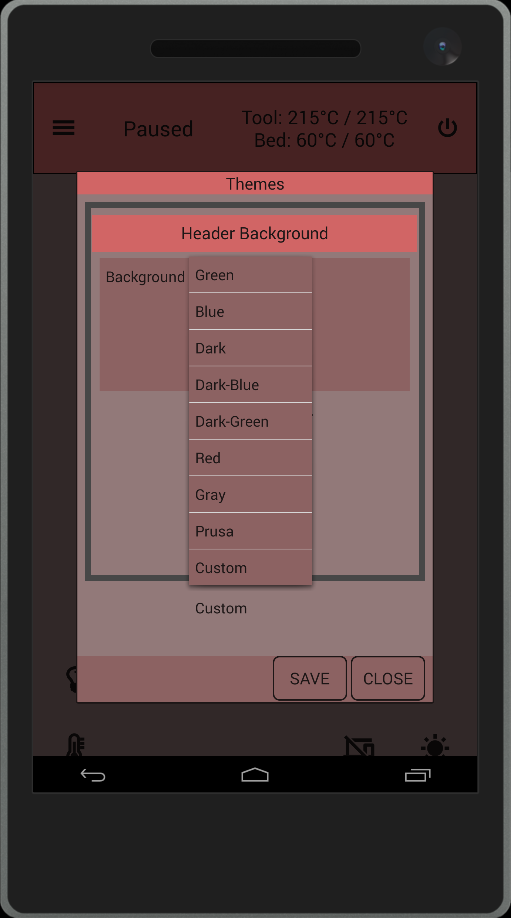 Paused
Tool: 215°C / 215°C
Bed: 60°C / 60°C
Themes
Header Background
Background
Green
Blue
Dark
Dark-Blue
Dark-Green
Red
Gray
Prusa
Custom
Custom
SAVE
CLOSE